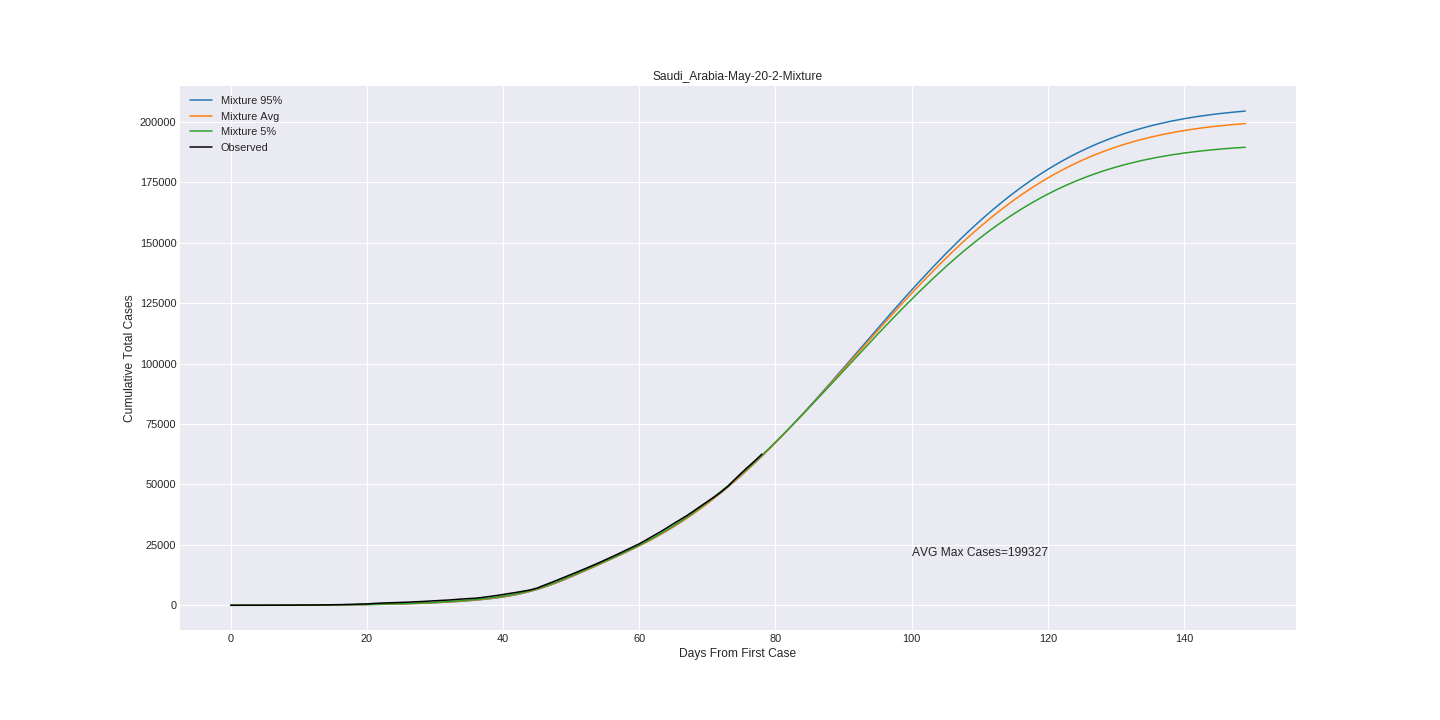 Saudi_Arabia-May-20-2-Mixture
Mixture 95%
Mixture Avg
Mixture 5%
Observed
200000
175000
150000
125000
100000
75000
50000
25000
0
Cumulative Total Cases
AVG Max Cases=199327
0 20 40 60 80 100 120 140
Days From First Case